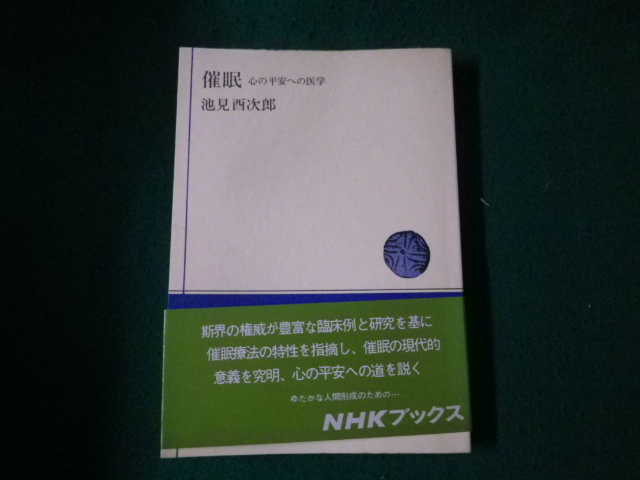 催眠 心の平安への医学
池見酉次郎
斯界の権威が豊富な臨床例と研究を基に
催眠療法の特性を指摘し、催眠の現代的
意義を究明、心の平安への道を説く
ゆたかな人間形成のための…
NHKブックス